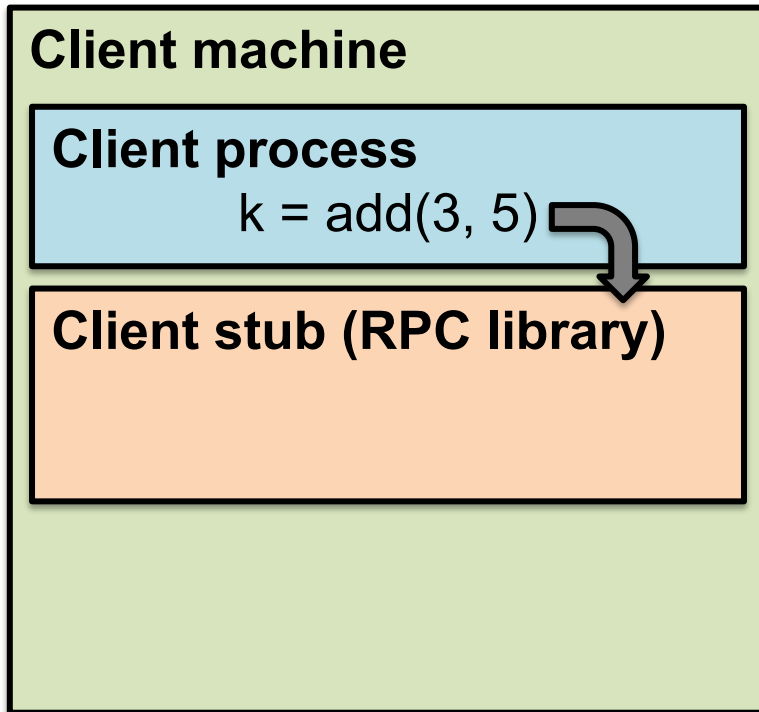 Client machine
Client process
k = add(3, 5)
Client stub (RPC library)